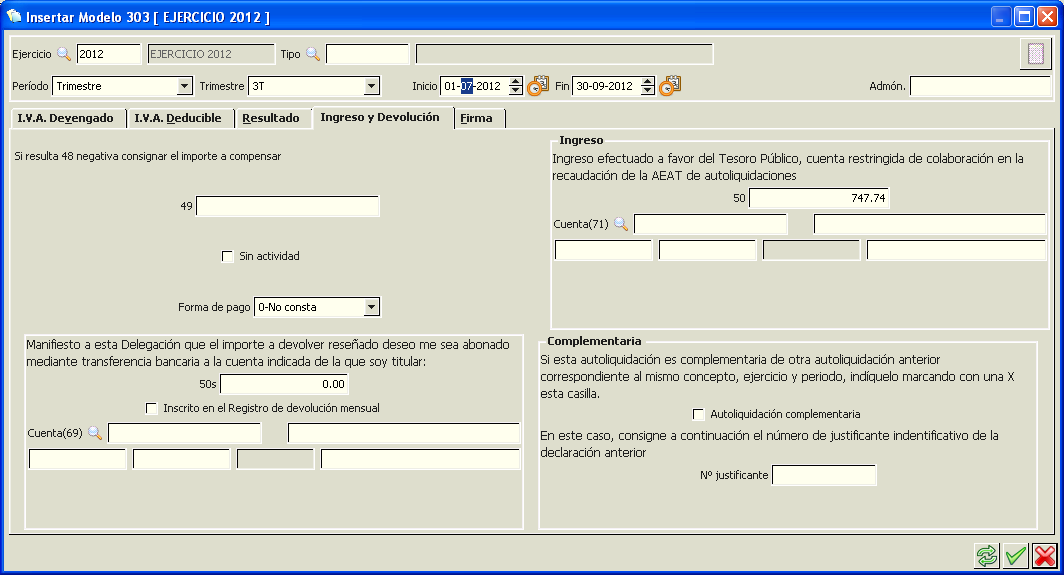 Insertar Modelo 303 [ EJERCICIO 2012 ]
Ejercicio 2012 EJERCICIO 2012 Tipo
Período Trimestre Trimestre 3T Inicio 01-07-2012 Fin 30-09-2012 Admón.
I.V.A. Devengado I.V.A. Deducible Resultado Ingreso y Devolución Firma
Si resulta 48 negativa consignar el importe a compensar
49
Sin actividad
Forma de pago 0-No consta
Ingreso
Ingreso efectuado a favor del Tesoro Público, cuenta restringida de colaboración en la
recaudación de la AEAT de autoliquidaciones
50 747.74
Cuenta(71)
Manifiesto a esta Delegación que el importe a devolver reseñado deseo me sea abonado
mediante transferencia bancaria a la cuenta indicada de la que soy titular:
50s 0.00
Inscrito en el Registro de devolución mensual
Cuenta(69)
Complementaria
Si esta autoliquidación es complementaria de otra autoliquidación anterior
correspondiente al mismo concepto, ejercicio y periodo, indíquelo marcando con una X
esta casilla.
Autoliquidación complementaria
En este caso, consigne a continuación el número de justificante indentificativo de la
declaración anterior
Nº justificante